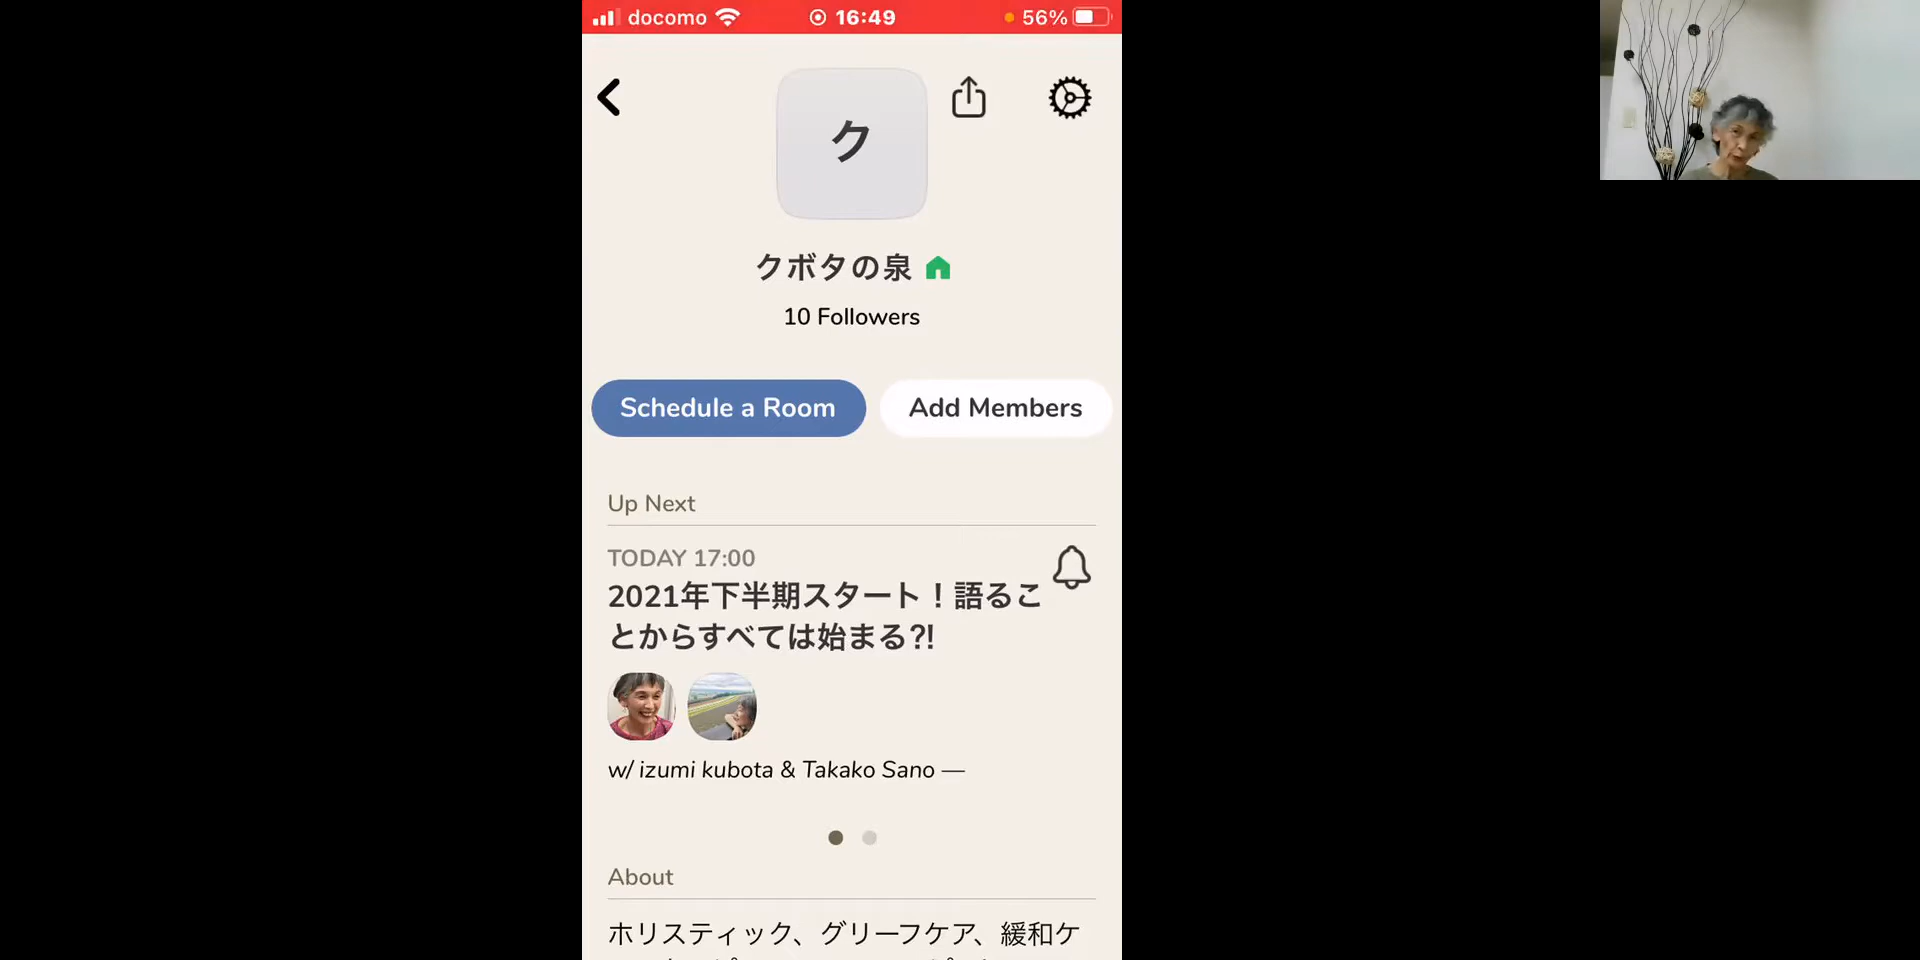 docomo 16:49 56%
ク
クボタの泉
10 Followers
Schedule a Room Add Members
Up Next
TODAY 17:00
2021年下半期スタート！語るこ
とからすべては始まる?!
w/ izumi kubota & Takako Sano —
About
ホリスティック、グリーフケア、緩和ケ